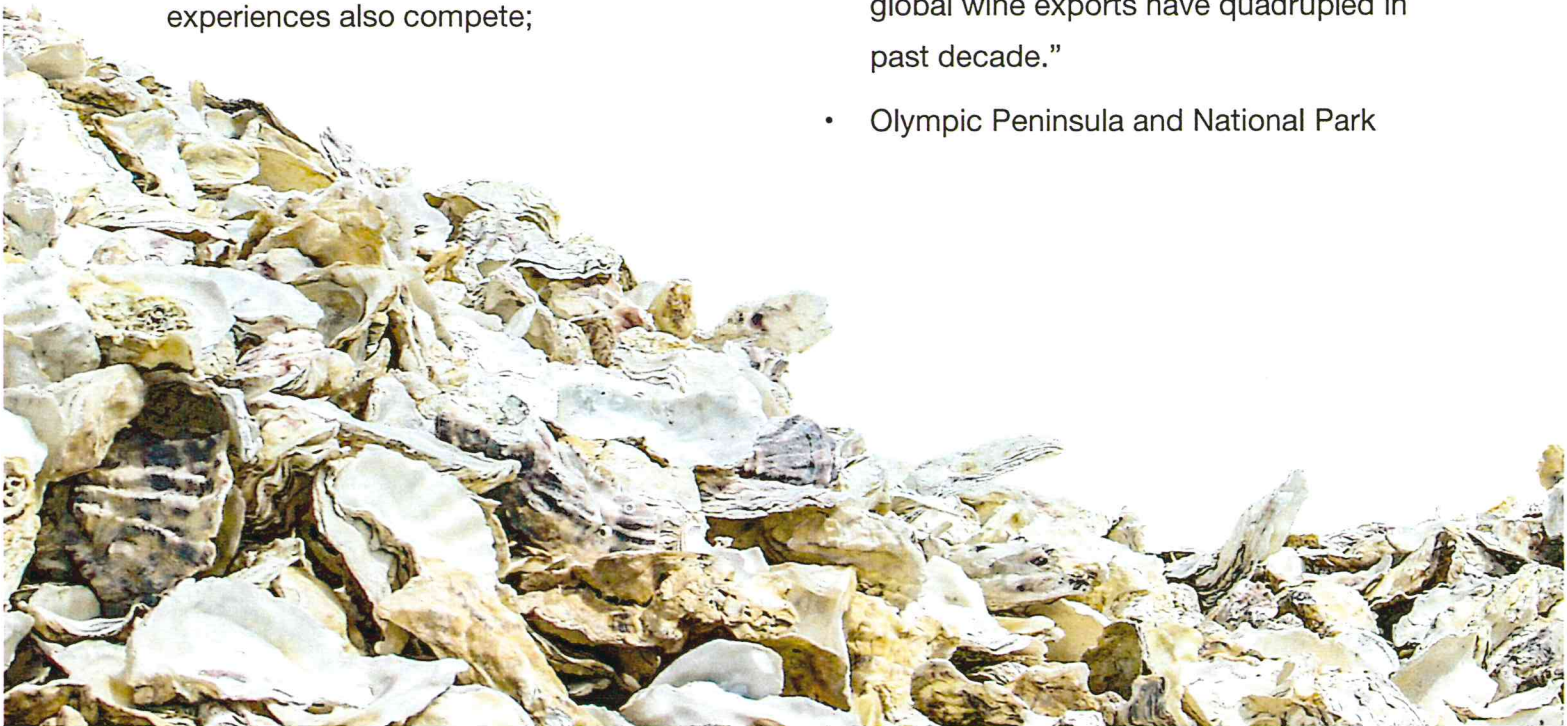 experiences also compete;
global wine exports have quadrupled in
past decade.”
• Olympic Peninsula and National Park